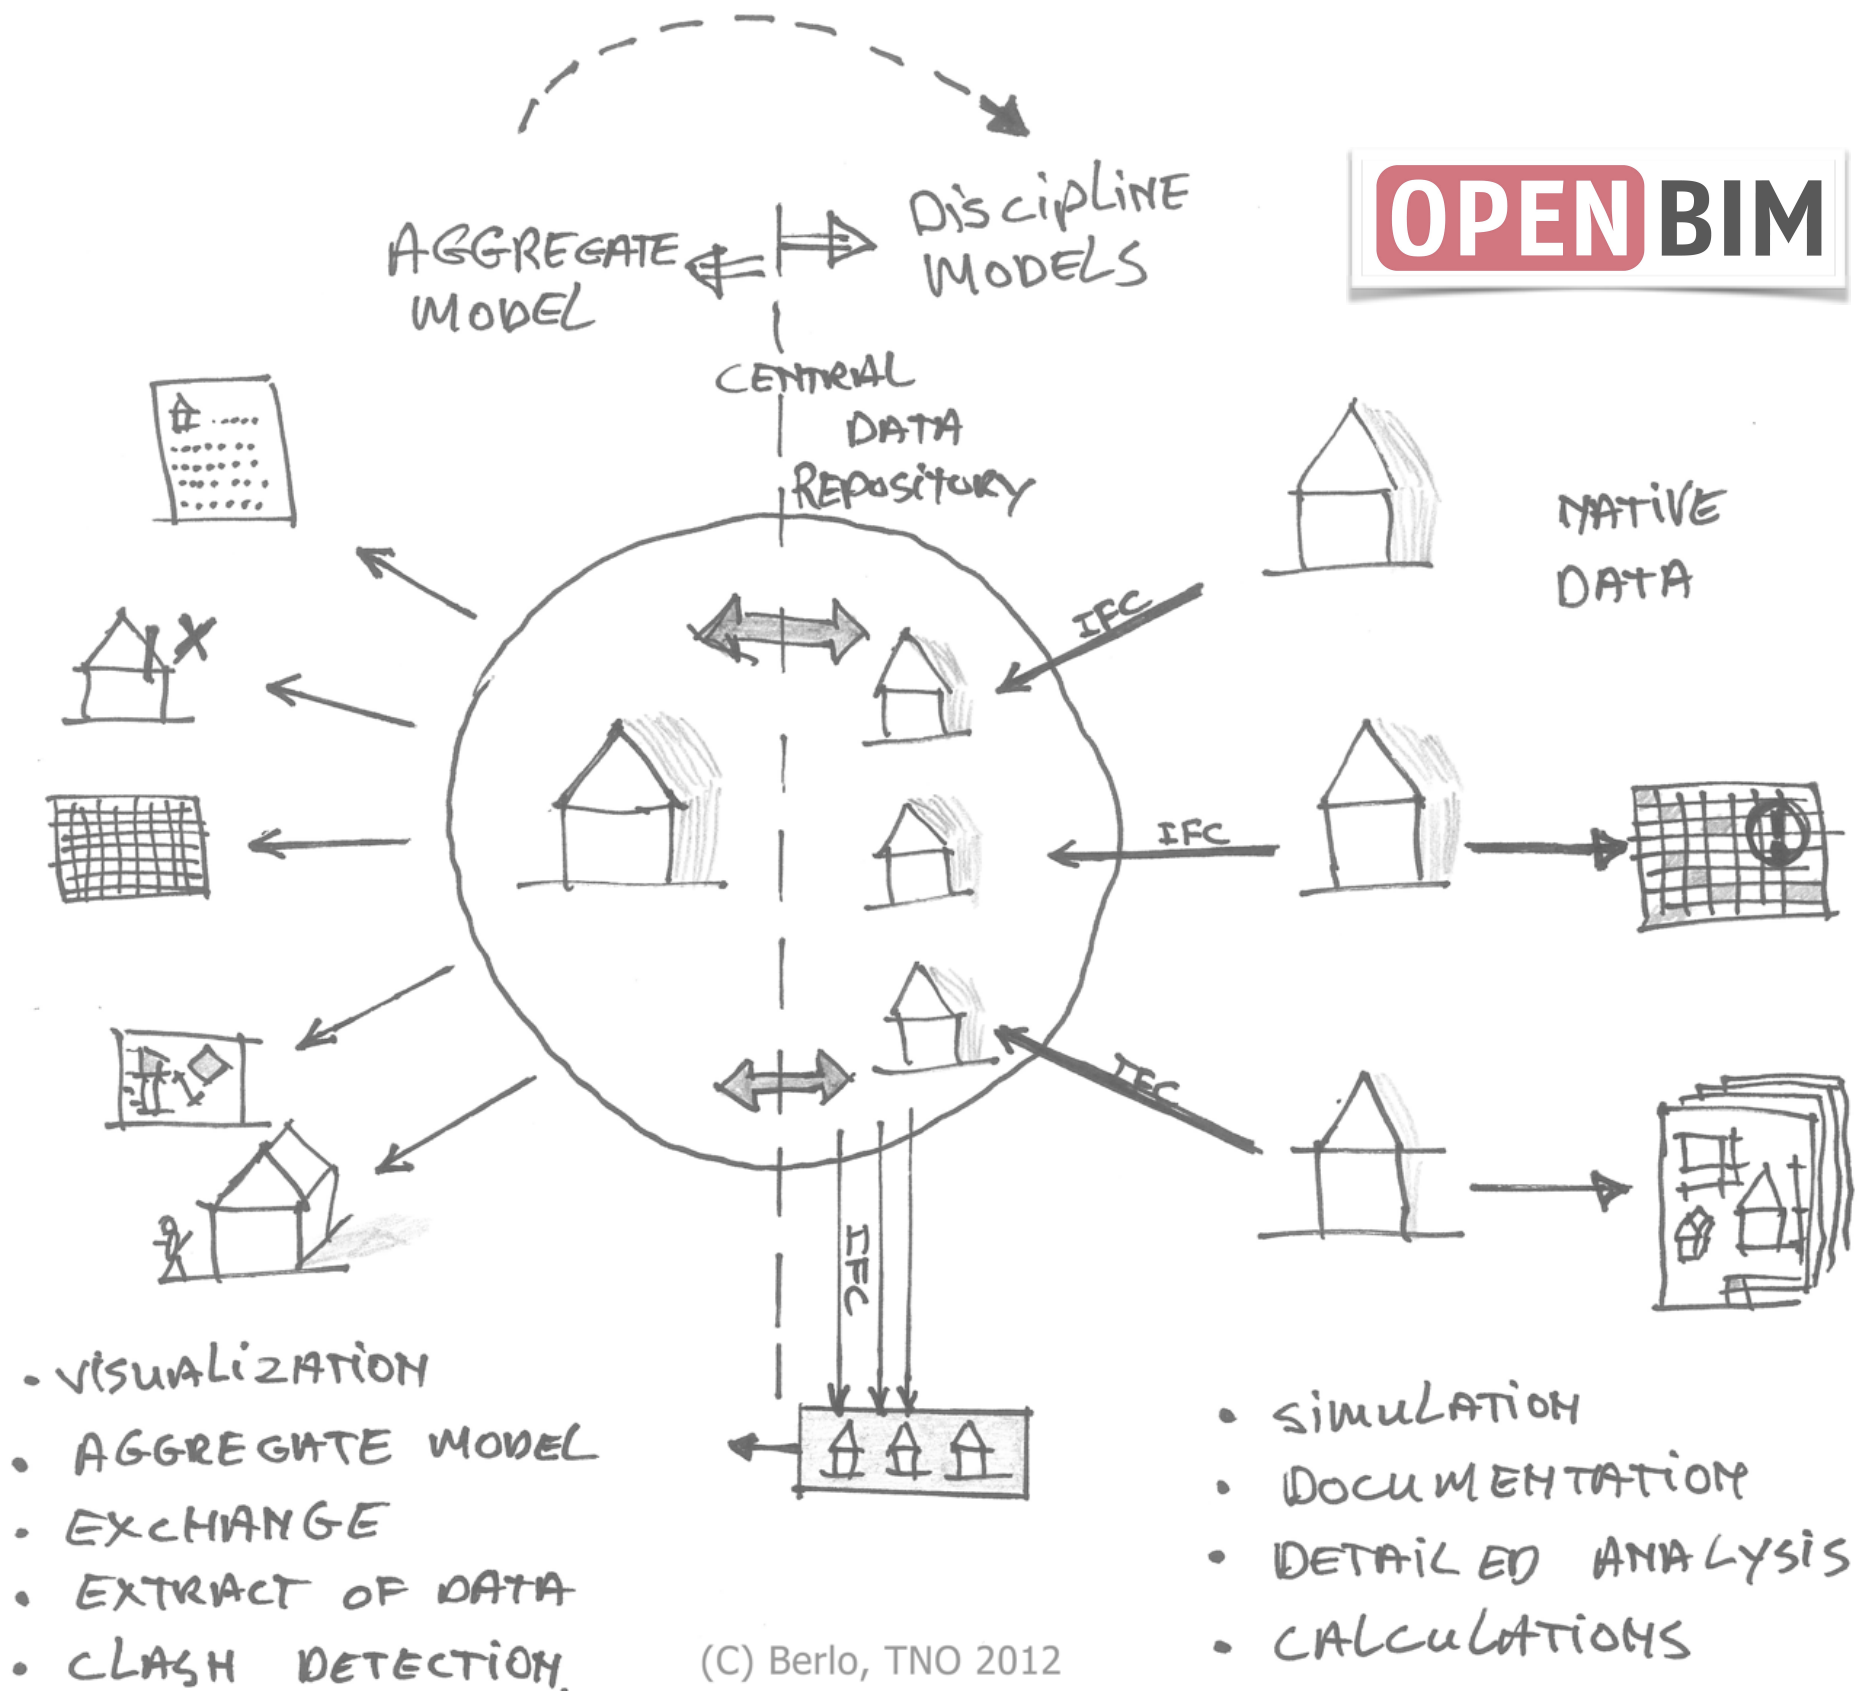 AGGREGATE
MODEL
DisciPLINE
MODELS
OPEN BIM
CENTRAL
DATA
REPOSITORY
NATIVE
DATA
IFC
IFC
IFC
IFC
• VISUALIZATION
• AGGREGATE MODEL
• EXCHANGE
• EXTRACT OF DATA
• CLASH DETECTION
• SIMULATION
• DOCUMENTATION
• DETAILED ANALYSIS
• CALCULATIONS
(C) Berlo, TNO 2012